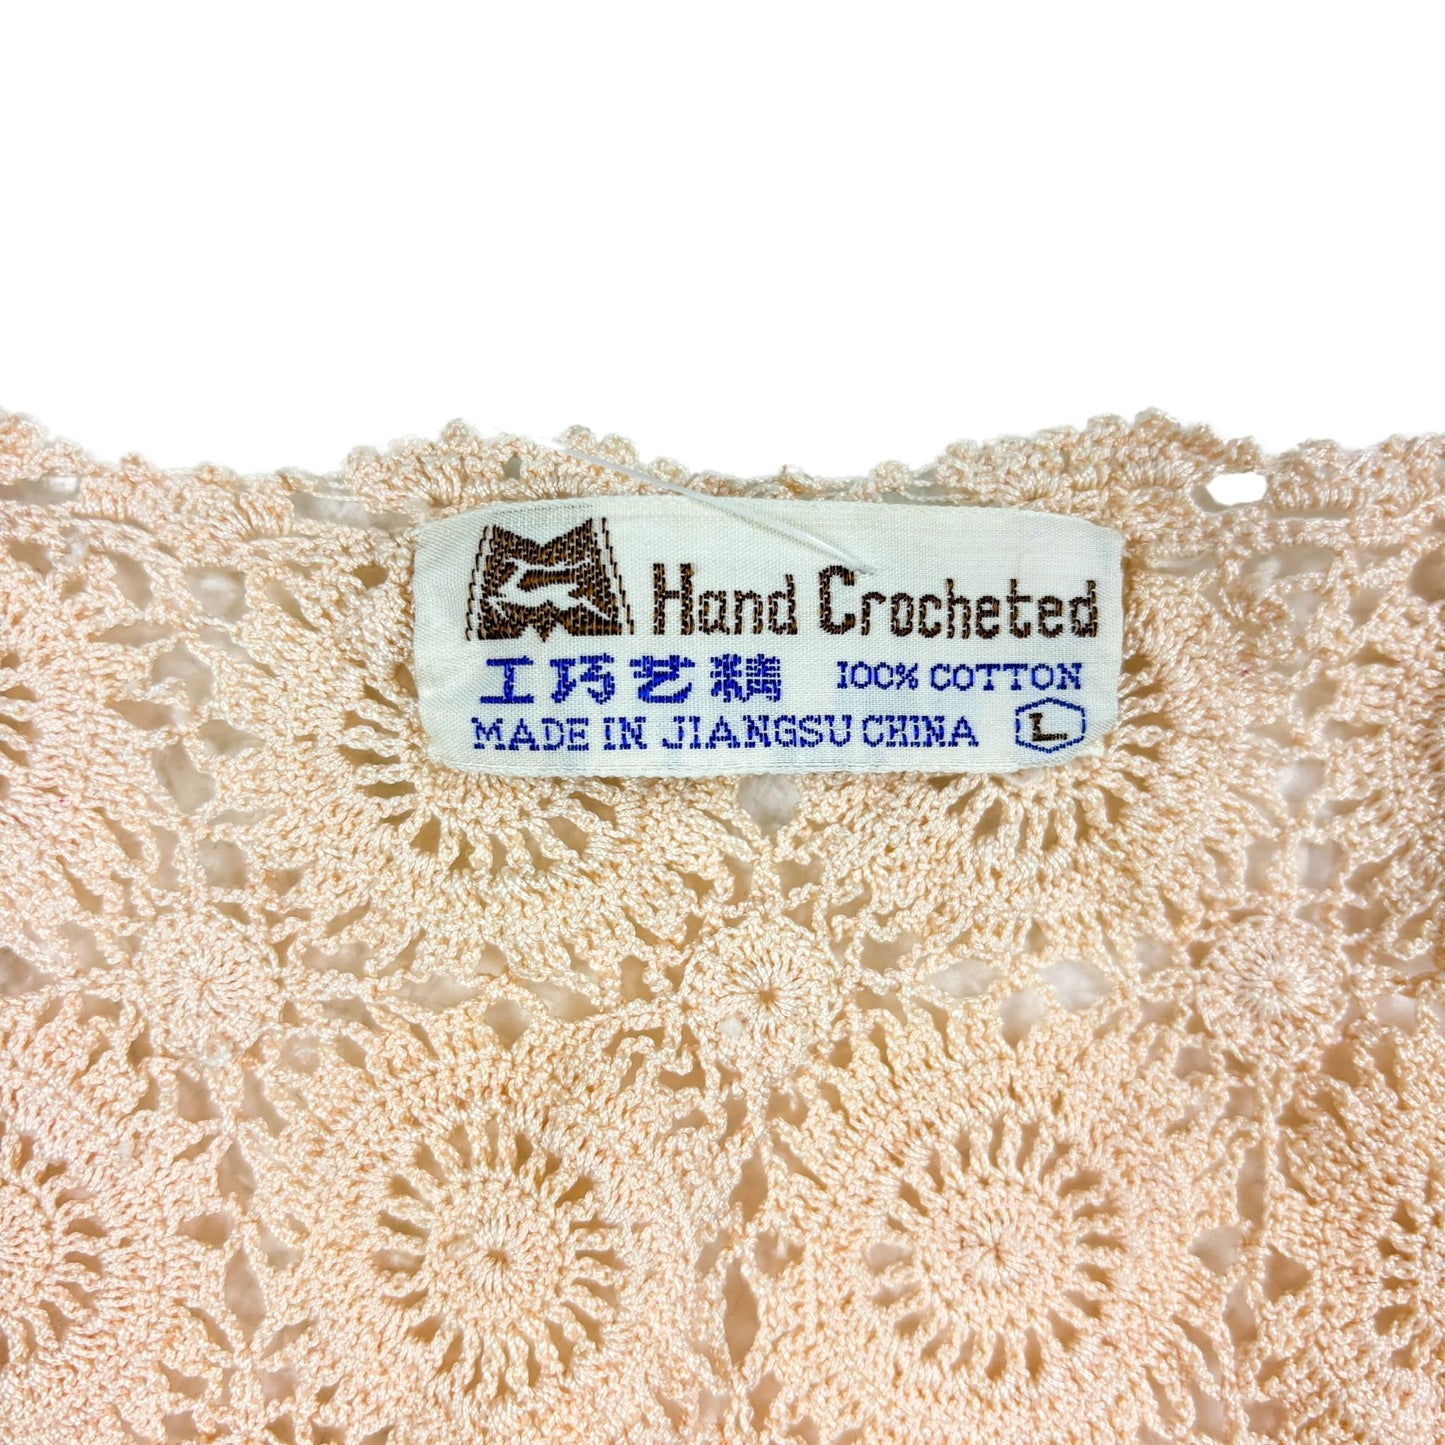 Hand Crocheted
工巧艺精 100% COTTON
MADE IN JIANGSU CHINA L